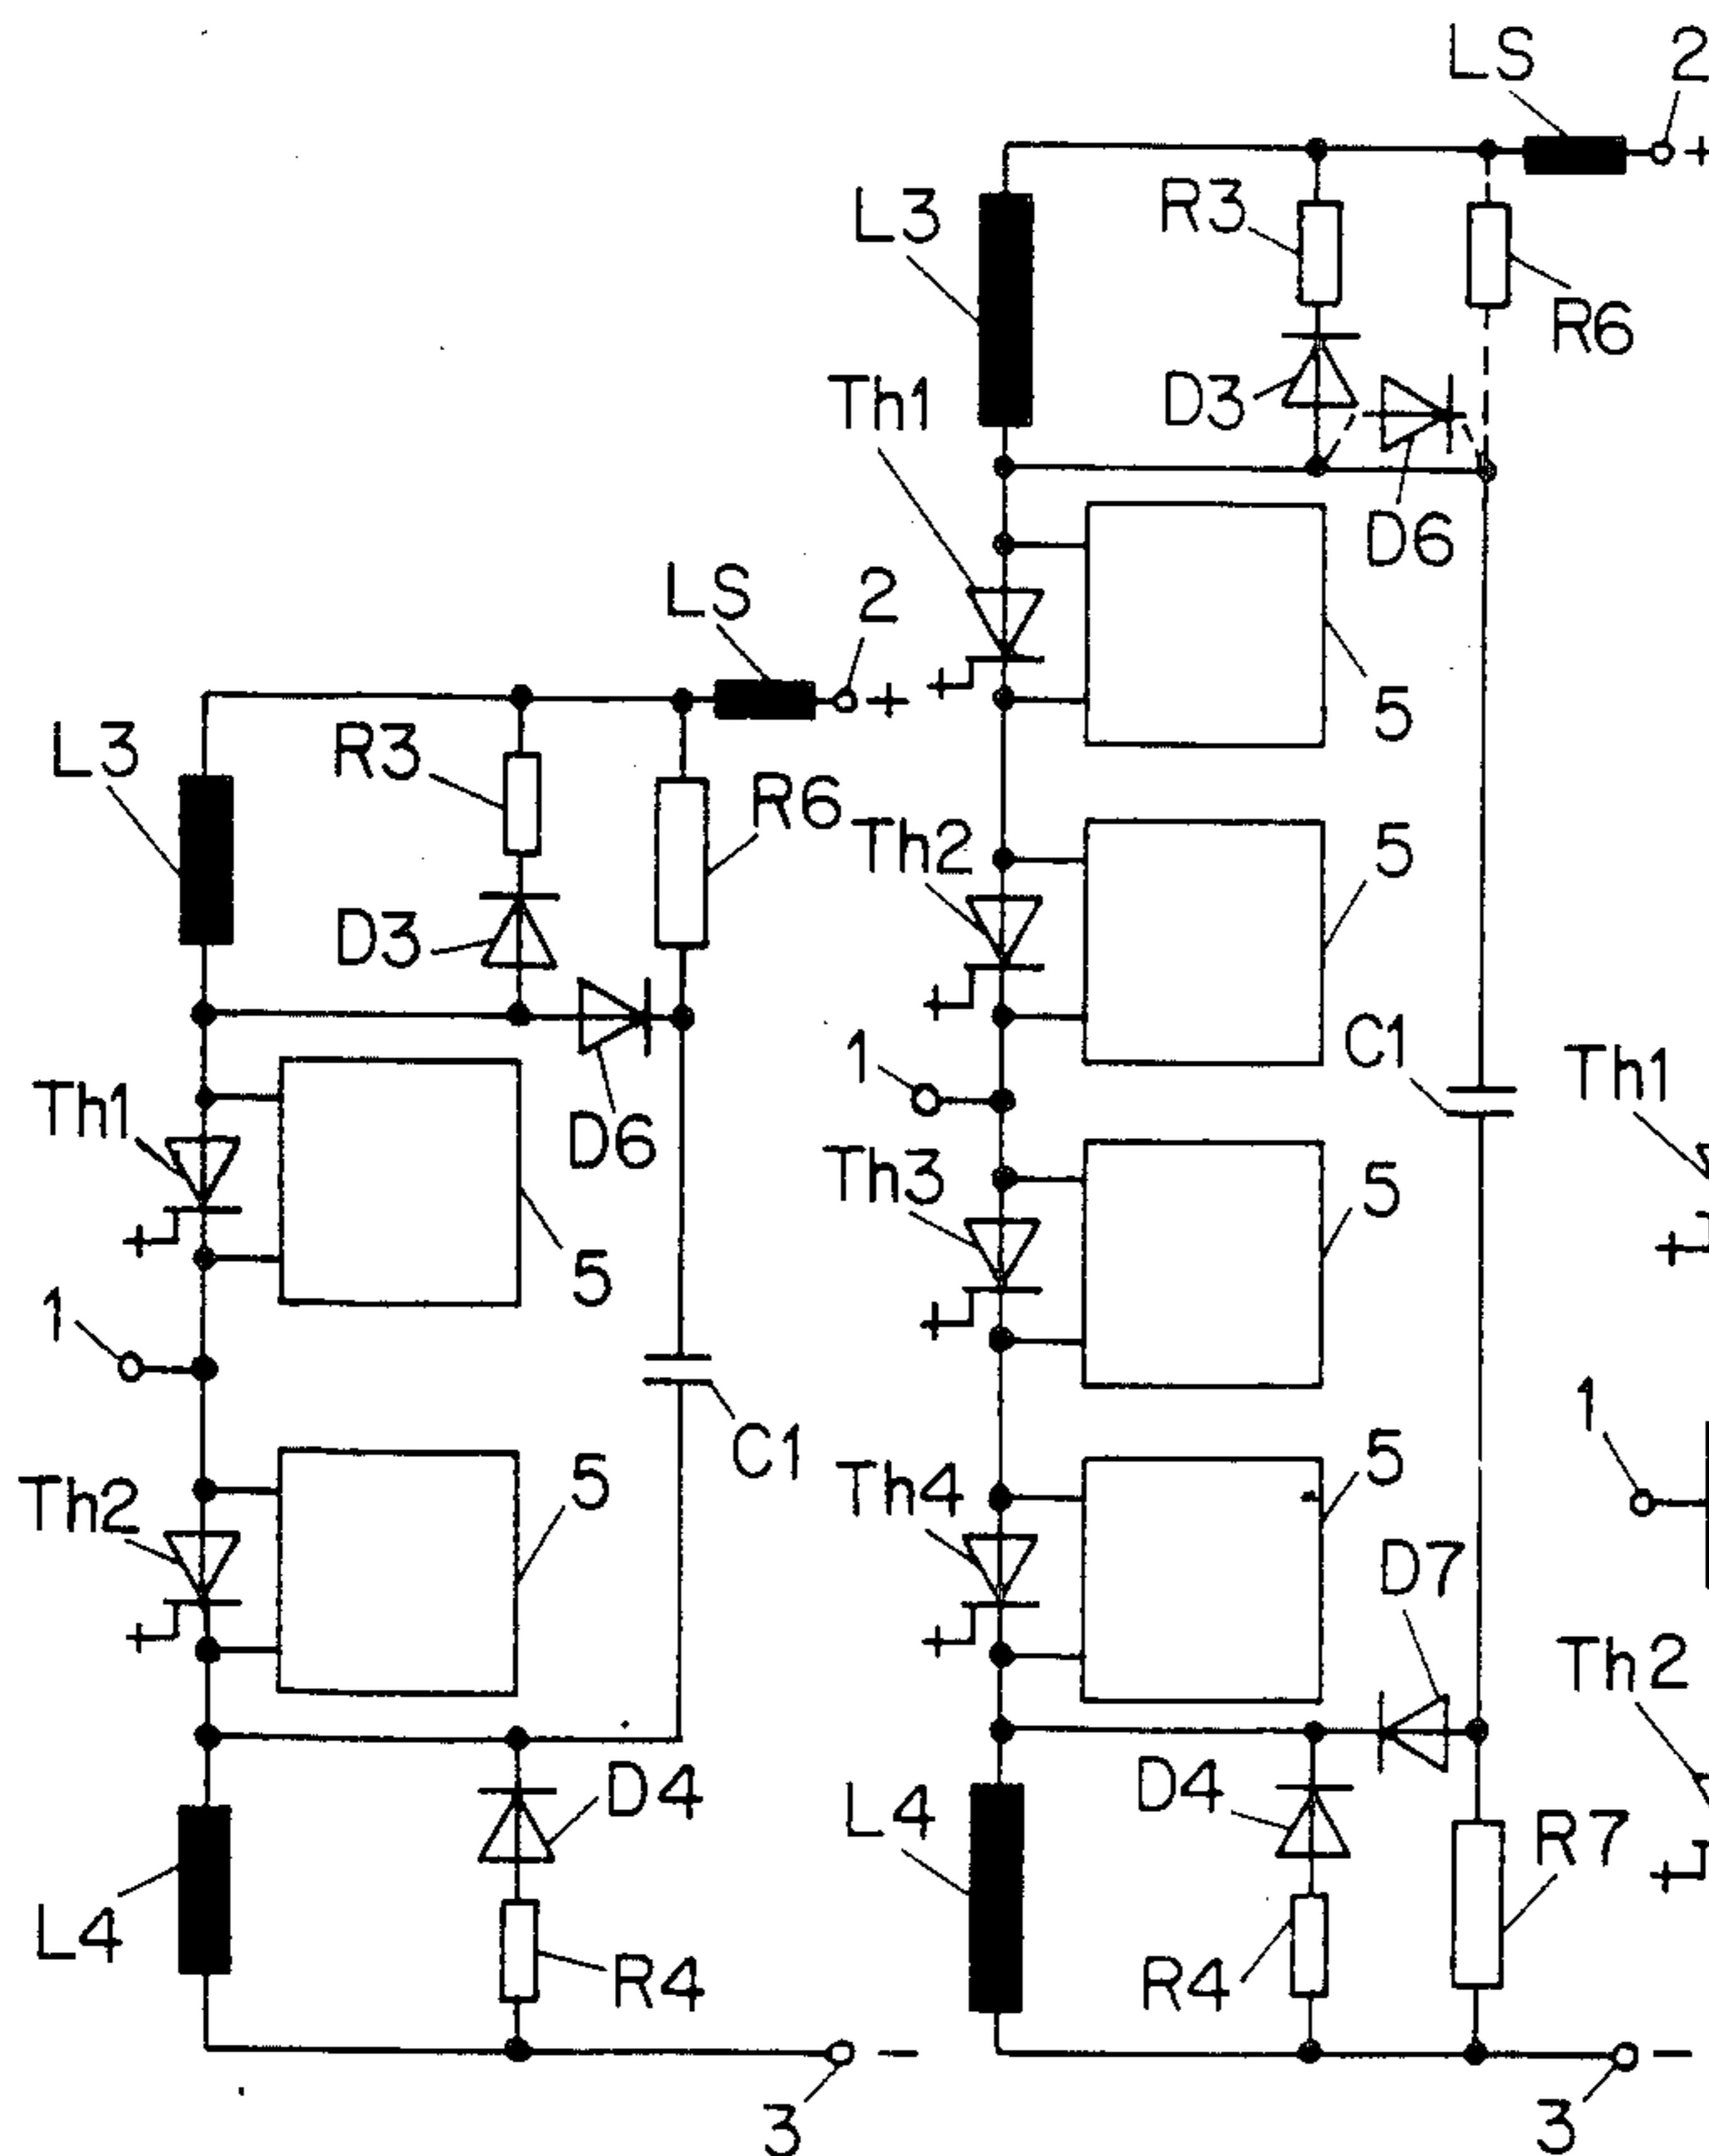 LS 2
+
L3 R3 R6
D3
D6
Th1
5
1
C1
Th2 5
D4
L4 R4
-
3
LS 2
+
L3 R3 R6
Th1 D3
D6
5
Th2 5
1 C1
Th3 5
Th4 5
D7
L4 D4 R7
R4
-
3
Th1
+
1
Th2
+